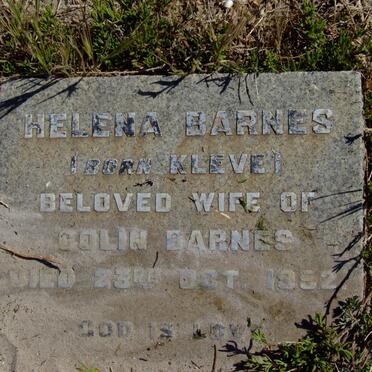 HELENA BARNES
(BORN KLEVE)
BELOVED WIFE OF
COLIN BARNES
DIED 23RD OCT. 1952
GOD IS LOVE